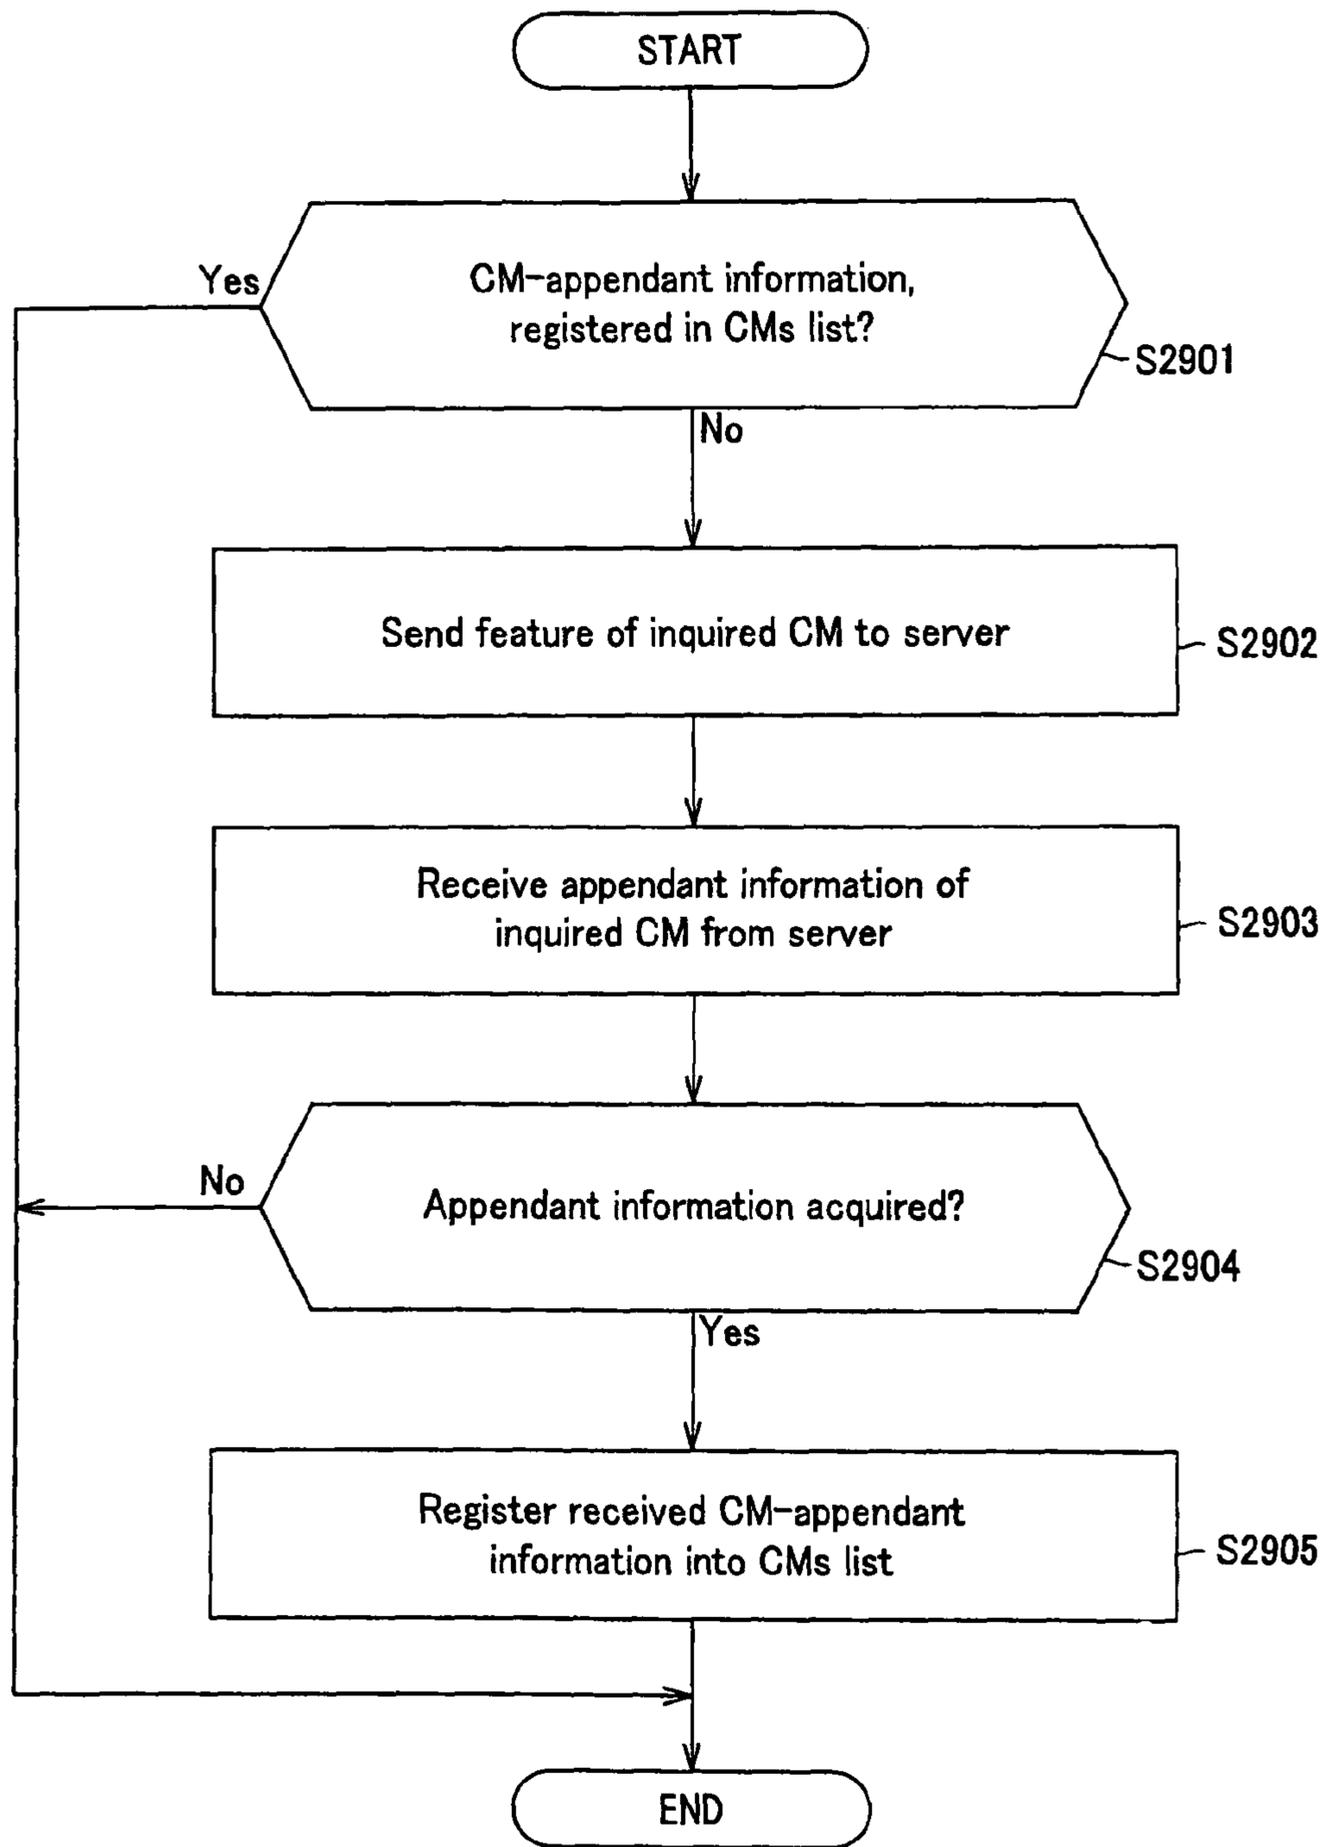 START
CM-appendant information,
registered in CMs list?
Yes
S2901
No
Send feature of inquired CM to server
S2902
Receive appendant information of
inquired CM from server
S2903
No
Appendant information acquired?
S2904
Yes
Register received CM-appendant
information into CMs list
S2905
END